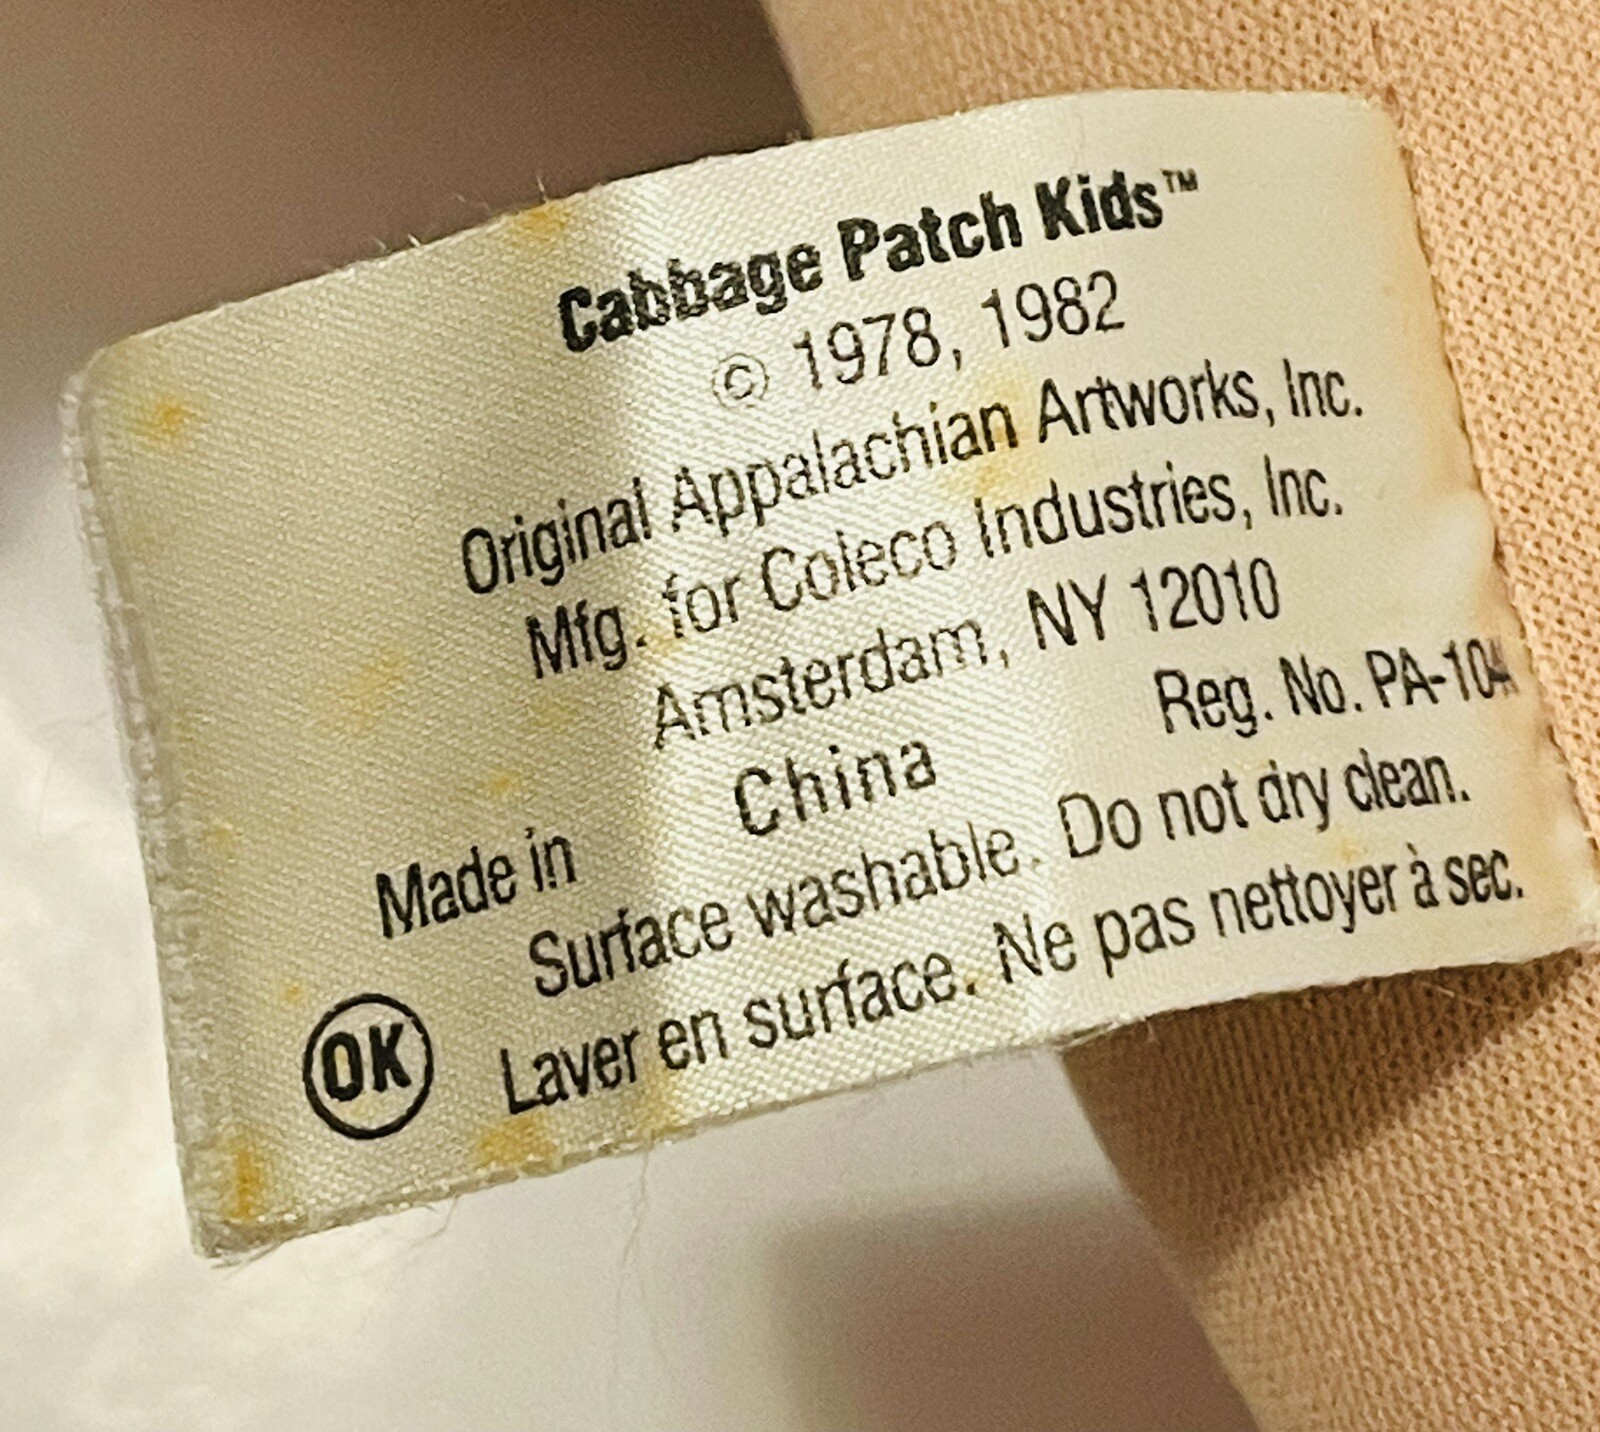 Cabbage Patch Kids™
© 1978, 1982
Original Appalachian Artworks, Inc.
Mfg. for Coleco Industries, Inc.
Amsterdam, NY 12010
Reg. No. PA-104
Made in China
Surface washable. Do not dry clean.
Laver en surface. Ne pas nettoyer à sec.
OK